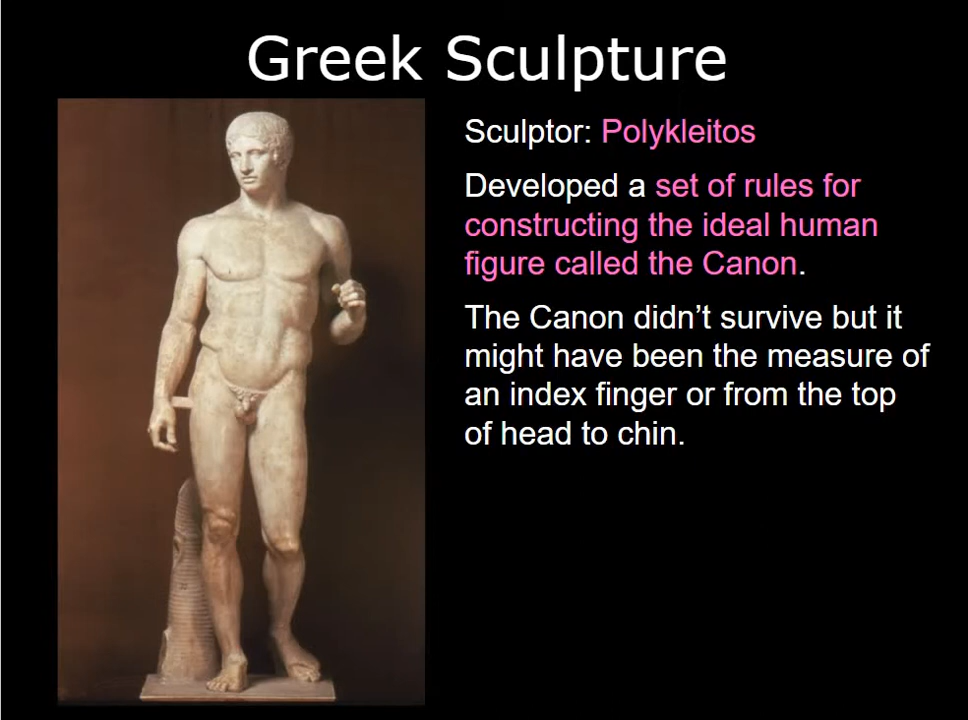 Greek Sculpture
Sculptor: Polykleitos
Developed a set of rules for
constructing the ideal human
figure called the Canon.
The Canon didn’t survive but it
might have been the measure of
an index finger or from the top
of head to chin.